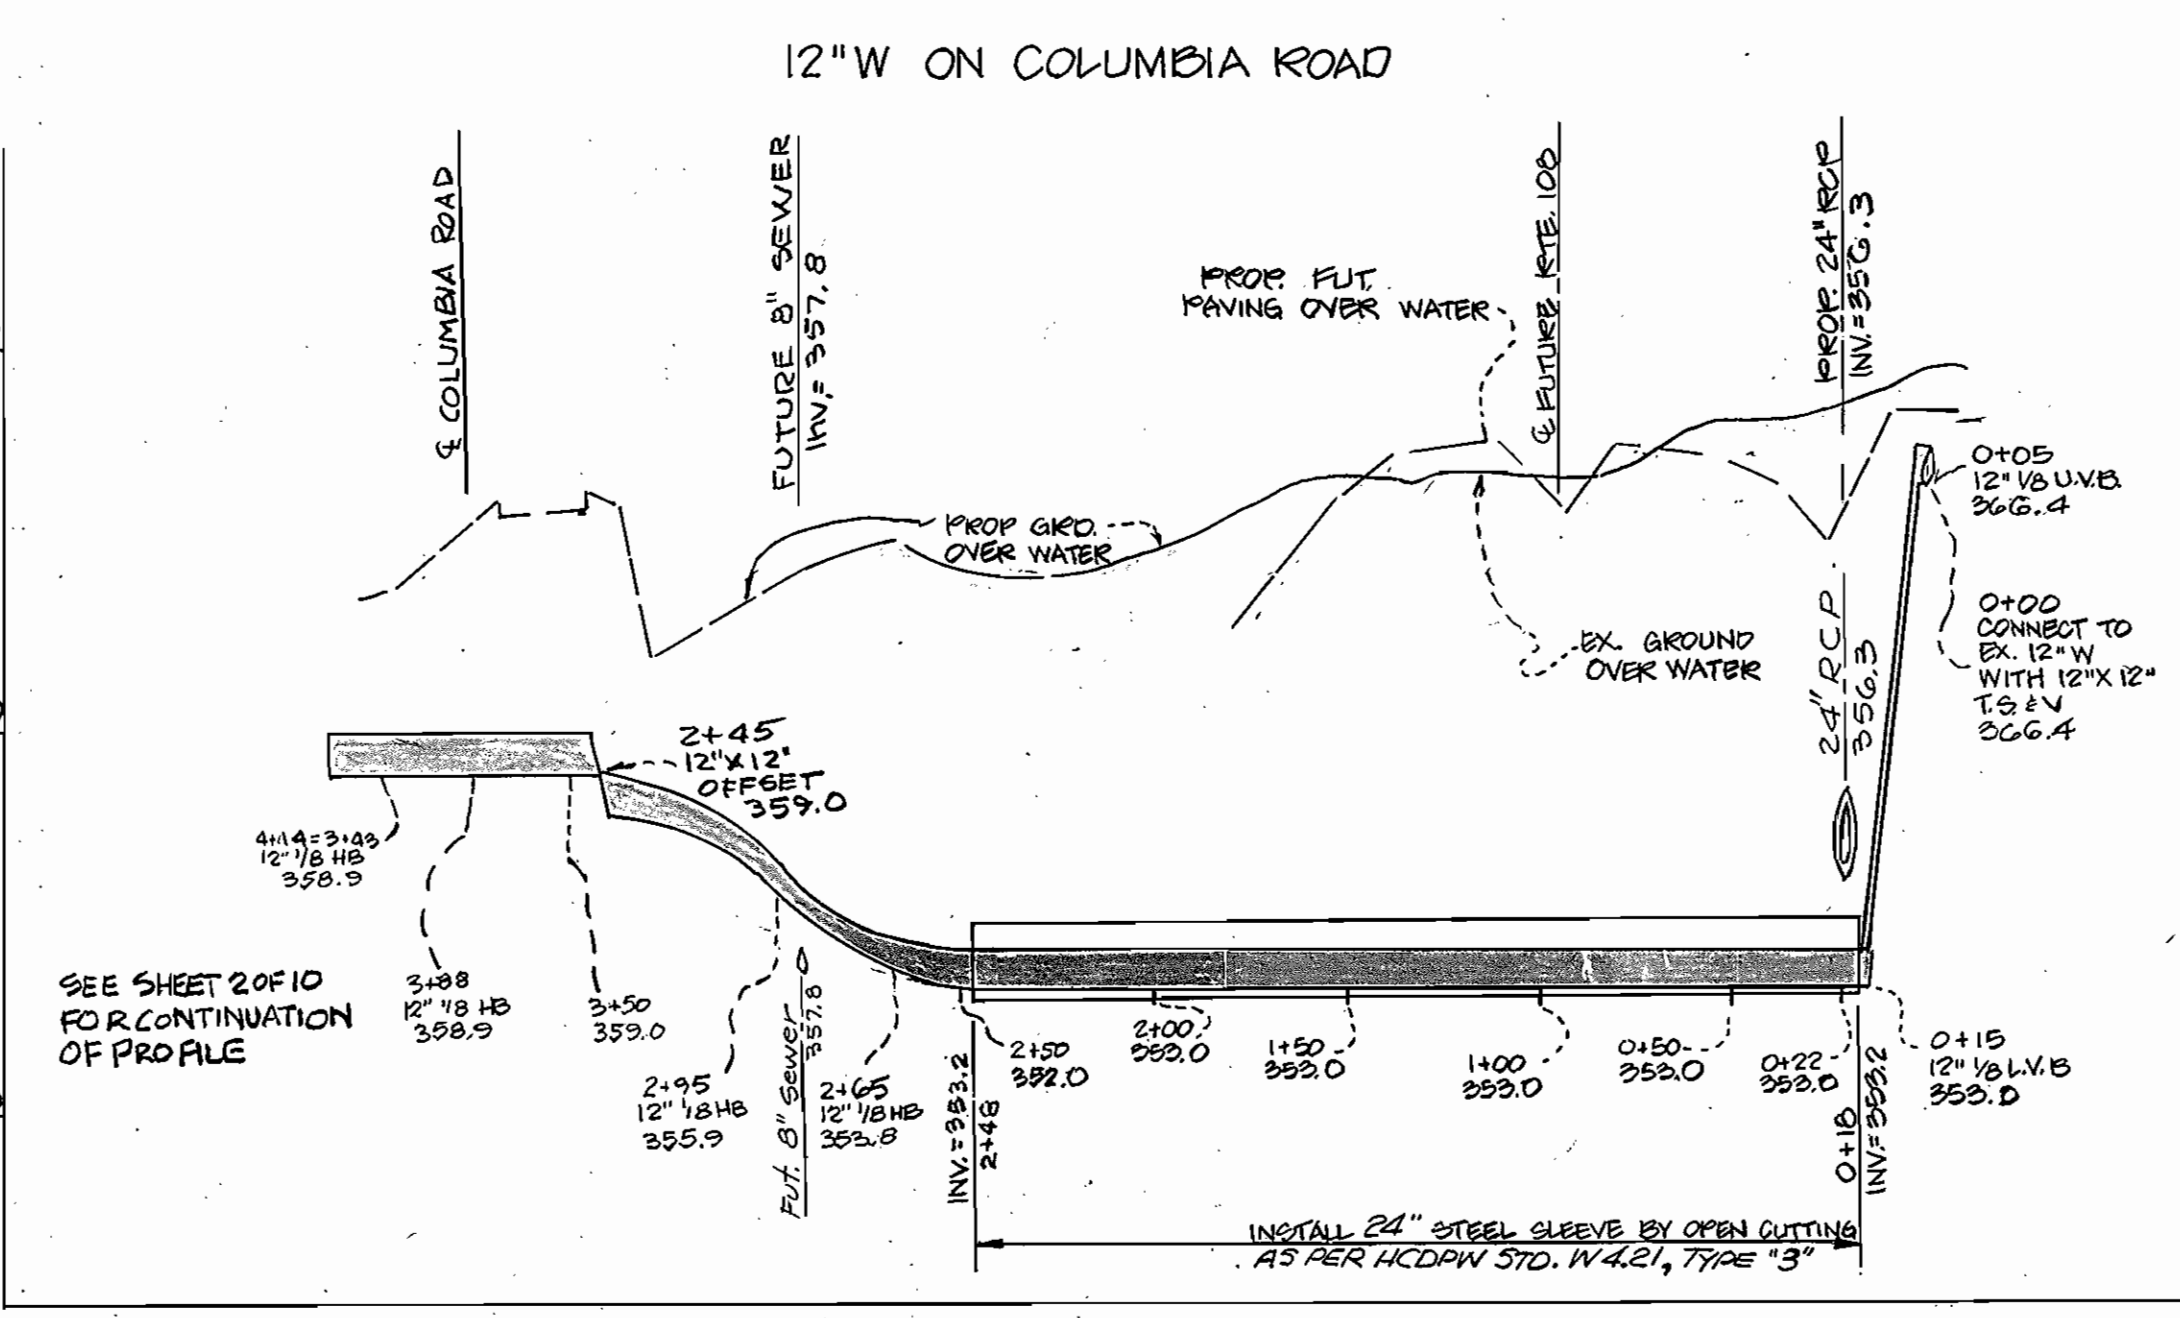 12"W ON COLUMBIA ROAD
℄ COLUMBIA ROAD
FUTURE 8" SEWER
Inv.= 357.8
PROP. FUT.
PAVING OVER WATER
℄ FUTURE RTE. 108
PROP. 24" RCP
INV.=356.3
PROP GRD.
OVER WATER
EX. GROUND
OVER WATER
0+05
12" 1/8 U.V.B.
366.4
0+00
CONNECT TO
EX. 12"W
WITH 12"X 12"
T.S. & V
366.4
24" RCP
356.3
2+45
12"X12"
OFFSET
359.0
4+14=3+43
12" 1/8 HB
358.9
3+88
12" 1/8 HB
358.9
3+50
359.0
SEE SHEET 2 OF 10
FOR CONTINUATION
OF PROFILE
2+95
12" 1/8 HB
355.9
Fut. 8" Sewer
357.8
2+65
12" 1/8 HB
353.8
INV.=353.2
2+48
2+50
352.0
2+00
353.0
1+50
353.0
1+00
353.0
0+50
353.0
0+22
353.0
0+18
INV.=353.2
0+15
12" 1/8 L.V.B
353.0
INSTALL 24" STEEL SLEEVE BY OPEN CUTTING
AS PER HCDPW STD. W4.21, TYPE "3"